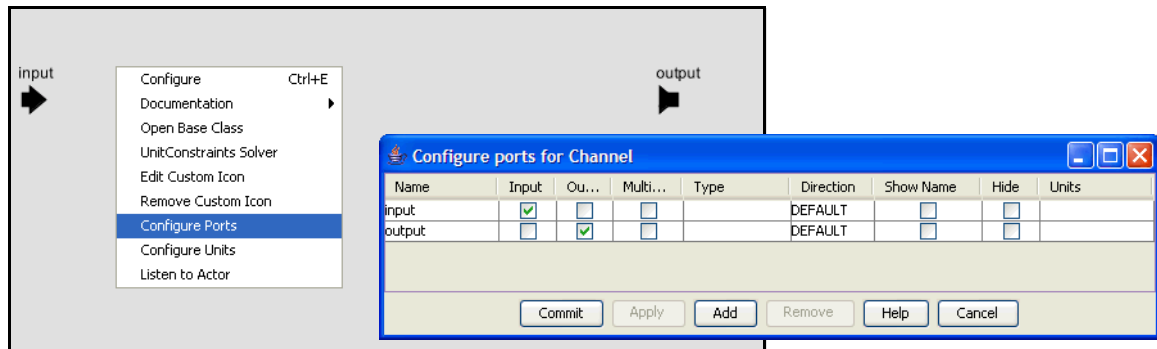 input
output
Configure Ctrl+E
Documentation
Open Base Class
UnitConstraints Solver
Edit Custom Icon
Remove Custom Icon
Configure Ports
Configure Units
Listen to Actor
Configure ports for Channel
Name Input Ou... Multi... Type Direction Show Name Hide Units
input DEFAULT
output DEFAULT
Commit Apply Add Remove Help Cancel